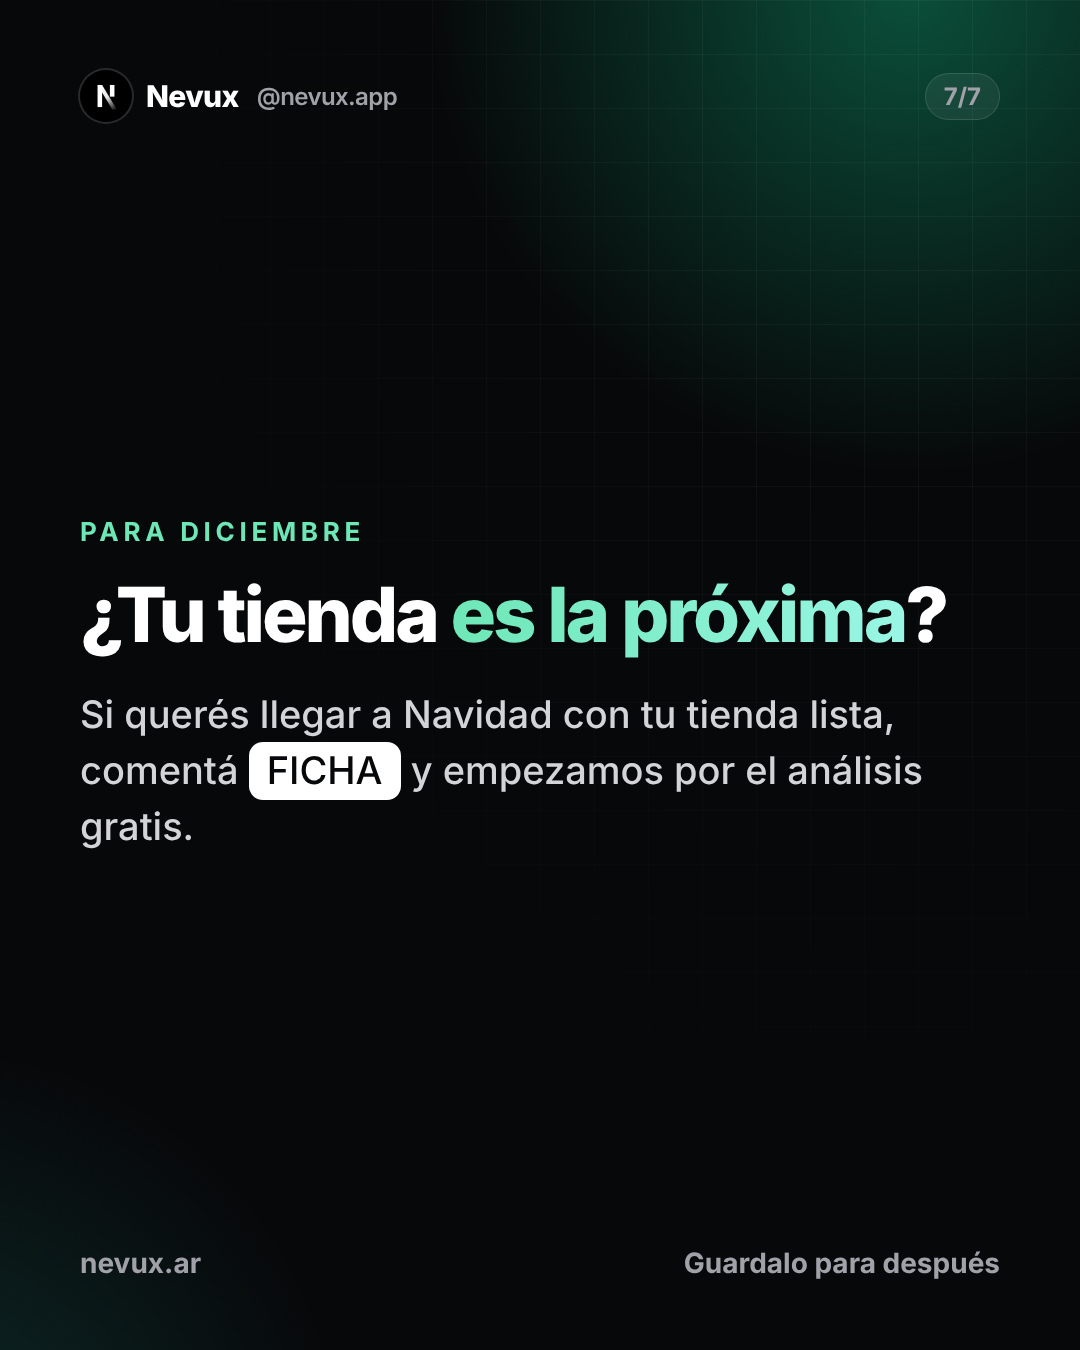 N Nevux @nevux.app 7/7
PARA DICIEMBRE
¿Tu tienda es la próxima?
Si querés llegar a Navidad con tu tienda lista,
comentá FICHA y empezamos por el análisis
gratis.
nevux.ar Guardalo para después